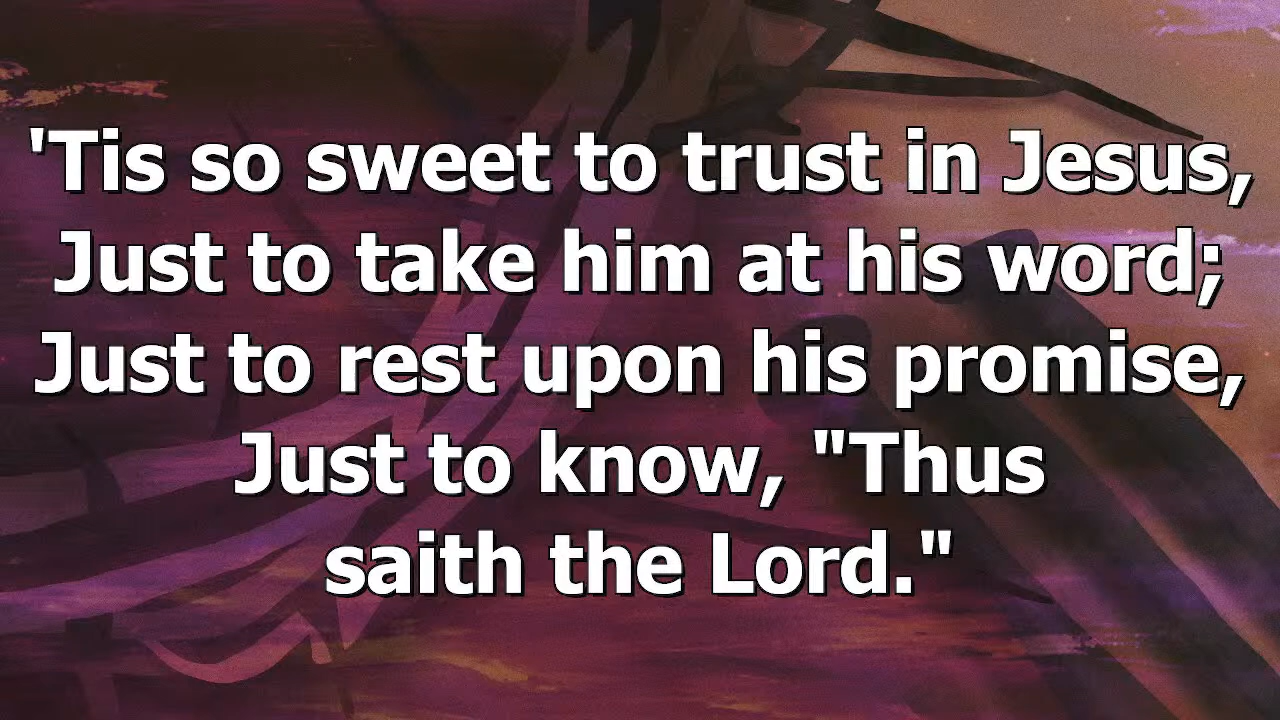 'Tis so sweet to trust in Jesus,
Just to take him at his word;
Just to rest upon his promise,
Just to know, "Thus
saith the Lord."